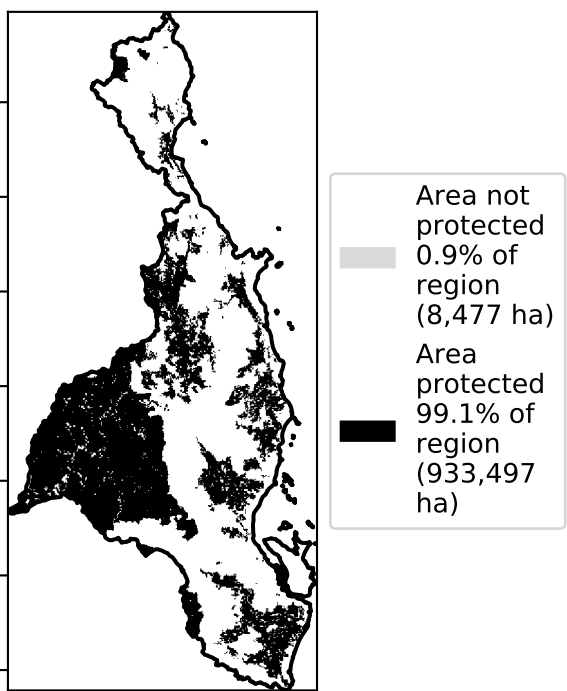 Area not
protected
0.9% of
region
(8,477 ha)
Area
protected
99.1% of
region
(933,497
ha)